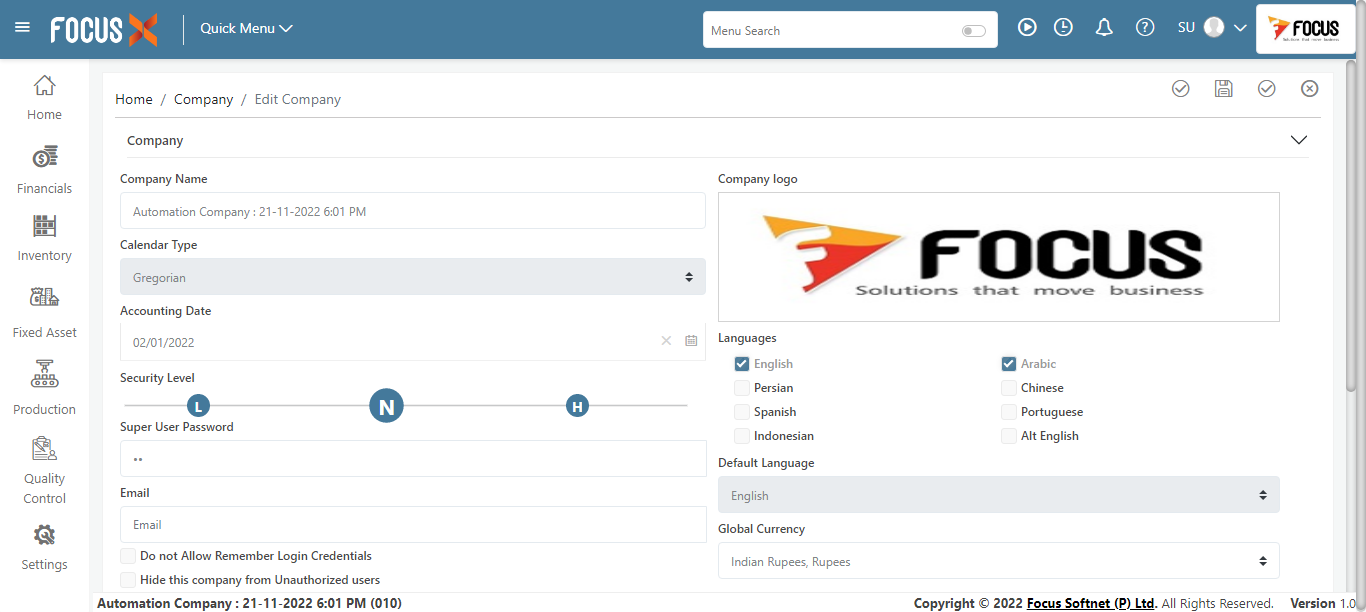 FOCUS X
Quick Menu
Menu Search
SU
FOCUS
Solutions that move business
Home
Financials
Inventory
Fixed Asset
Production
Quality
Control
Settings
Home / Company / Edit Company
Company
Company Name
Automation Company : 21-11-2022 6:01 PM
Calendar Type
Gregorian
Accounting Date
02/01/2022
Security Level
L N H
Super User Password
••
Email
Email
Do not Allow Remember Login Credentials
Hide this company from Unauthorized users
Company logo
FOCUS
Solutions that move business
Languages
English Arabic
Persian Chinese
Spanish Portuguese
Indonesian Alt English
Default Language
English
Global Currency
Indian Rupees, Rupees
Automation Company : 21-11-2022 6:01 PM (010)
Copyright © 2022 Focus Softnet (P) Ltd. All Rights Reserved. Version 1.0